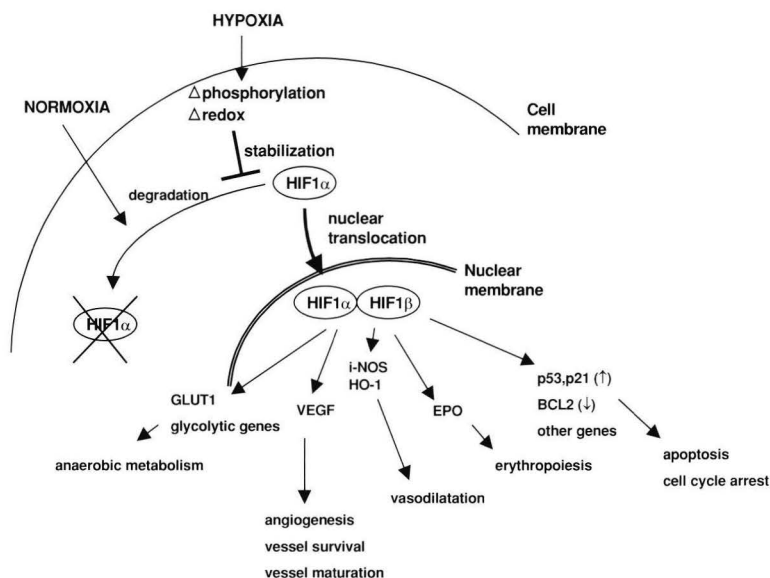 HYPOXIA
△phosphorylation
△redox
NORMOXIA
Cell
membrane
stabilization
degradation
HIF1α
nuclear
translocation
Nuclear
membrane
HIF1α
HIF1α
HIF1β
GLUT1
glycolytic genes
VEGF
i-NOS
HO-1
EPO
p53,p21 (↑)
BCL2 (↓)
other genes
anaerobic metabolism
angiogenesis
vessel survival
vessel maturation
vasodilatation
erythropoiesis
apoptosis
cell cycle arrest